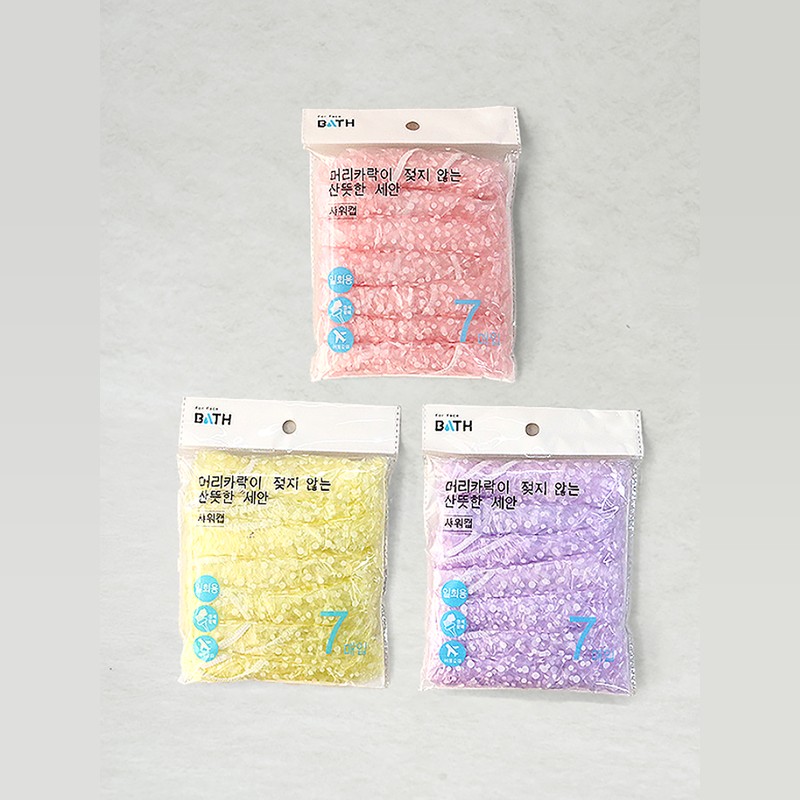 For Face
BATH
머리카락이 젖지 않는
산뜻한 세안
샤워캡
일회용
7매입
For Face
BATH
머리카락이 젖지 않는
산뜻한 세안
샤워캡
일회용
7매입
For Face
BATH
머리카락이 젖지 않는
산뜻한 세안
샤워캡
일회용
7매입